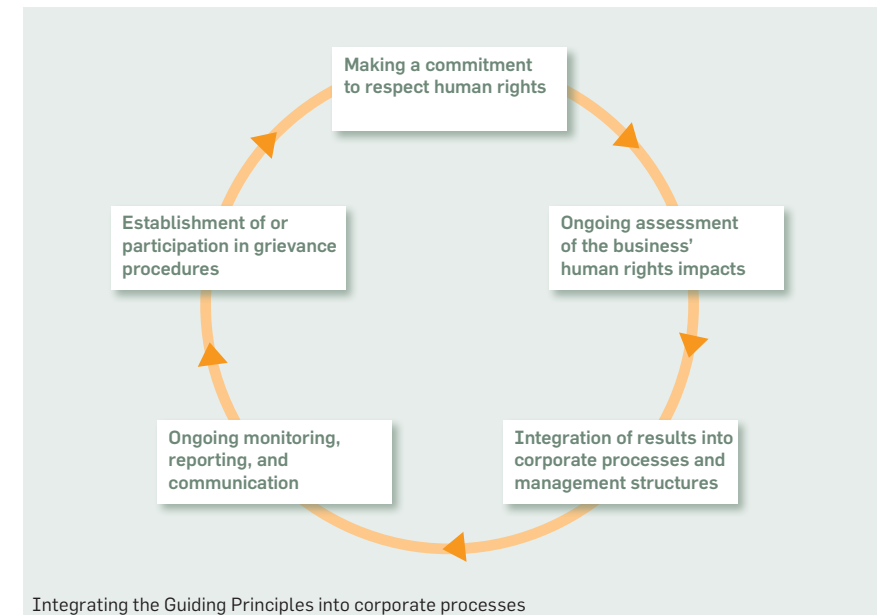 Making a commitment
to respect human rights
Ongoing assessment
of the business’
human rights impacts
Integration of results into
corporate processes and
management structures
Ongoing monitoring,
reporting, and
communication
Establishment of or
participation in grievance
procedures
Integrating the Guiding Principles into corporate processes